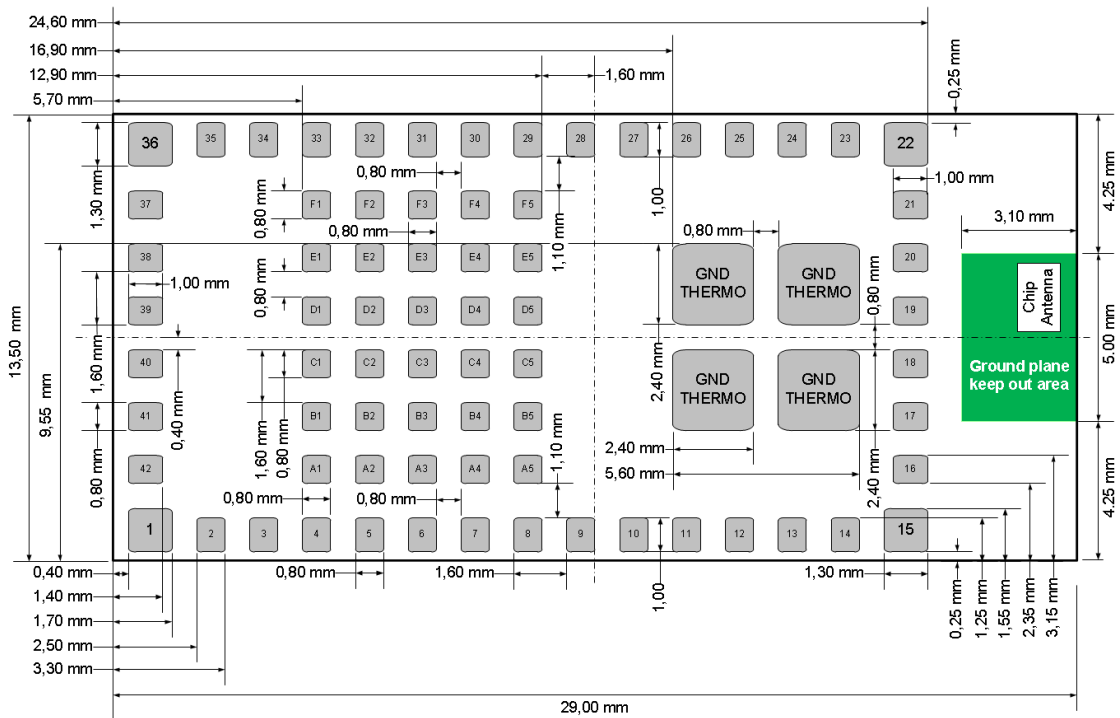 24,60 mm
16,90 mm
12,90 mm
1,60 mm
0,25 mm
5,70 mm
36 35 34 33 32 31 30 29 28 27 26 25 24 23 22
1,30 mm
0,80 mm
1,00
1,00 mm
4.25 mm
37 F1 F2 F3 F4 F5 21
0,80 mm
0,80 mm
1,10 mm
0,80 mm
3,10 mm
38 E1 E2 E3 E4 E5 20
1,00 mm
0,80 mm
GND
THERMO
GND
THERMO
0,80 mm
Chip
Antenna
39 D1 D2 D3 D4 D5 19
13,50 mm
9,55 mm
1,60 mm
0,40 mm
2,40 mm
5.00 mm
40 C1 C2 C3 C4 C5 18
GND
THERMO
GND
THERMO
Ground plane
keep out area
41 B1 B2 B3 B4 B5 17
0,80 mm
1,60 mm
0,80 mm
1,10 mm
2,40 mm
5,60 mm
2,40 mm
4.25 mm
42 A1 A2 A3 A4 A5 16
0,80 mm
0,80 mm
1 2 3 4 5 6 7 8 9 10 11 12 13 14 15
0,40 mm
0,80 mm
1,60 mm
1,00
1,30 mm
0,25 mm
1,25 mm
1,55 mm
2,35 mm
3,15 mm
1,40 mm
1,70 mm
2,50 mm
3,30 mm
29,00 mm